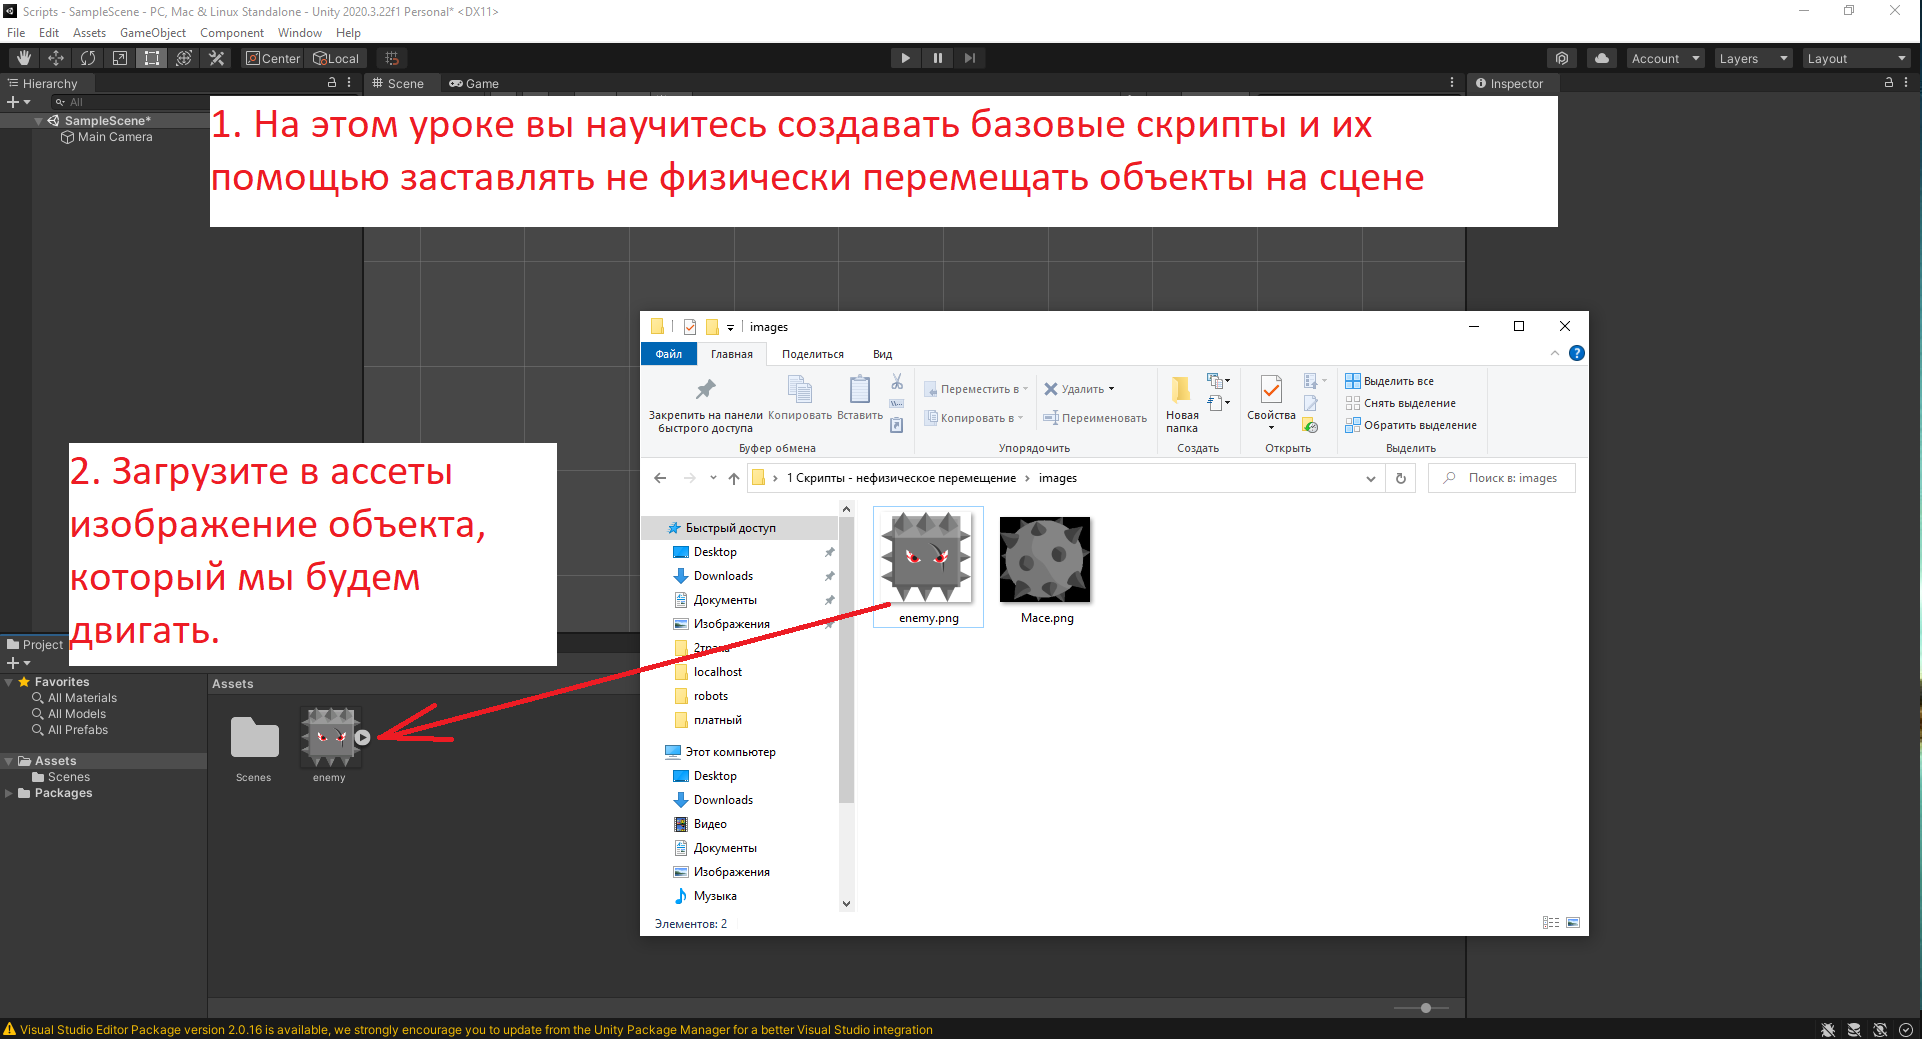 Scripts - SampleScene - PC, Mac & Linux Standalone - Unity 2020.3.22f1 Personal* <DX11>
File Edit Assets GameObject Component Window Help
Center Local Account Layers Layout
Hierarchy Scene Game Inspector
All
SampleScene*
Main Camera
1. На этом уроке вы научитесь создавать базовые скрипты и их
помощью заставлять не физически перемещать объекты на сцене
2. Загрузите в ассеты
изображение объекта,
который мы будем
двигать.
images
Файл Главная Поделиться Вид
Закрепить на панели
быстрого доступа
Копировать
Вставить
Буфер обмена
Переместить в
Копировать в
Удалить
Переименовать
Упорядочить
Новая
папка
Создать
Свойства
Открыть
Выделить все
Снять выделение
Обратить выделение
Выделить
1 Скрипты - нефизическое перемещение > images
Поиск в: images
Быстрый доступ
Desktop
Downloads
Документы
Изображения
localhost
robots
платный
Этот компьютер
Desktop
Downloads
Видео
Документы
Изображения
Музыка
enemy.png
Mace.png
Элементов: 2
Project
Favorites
All Materials
All Models
All Prefabs
Assets
Scenes
Packages
Assets
Scenes
enemy
Visual Studio Editor Package version 2.0.16 is available, we strongly encourage you to update from the Unity Package Manager for a better Visual Studio integration